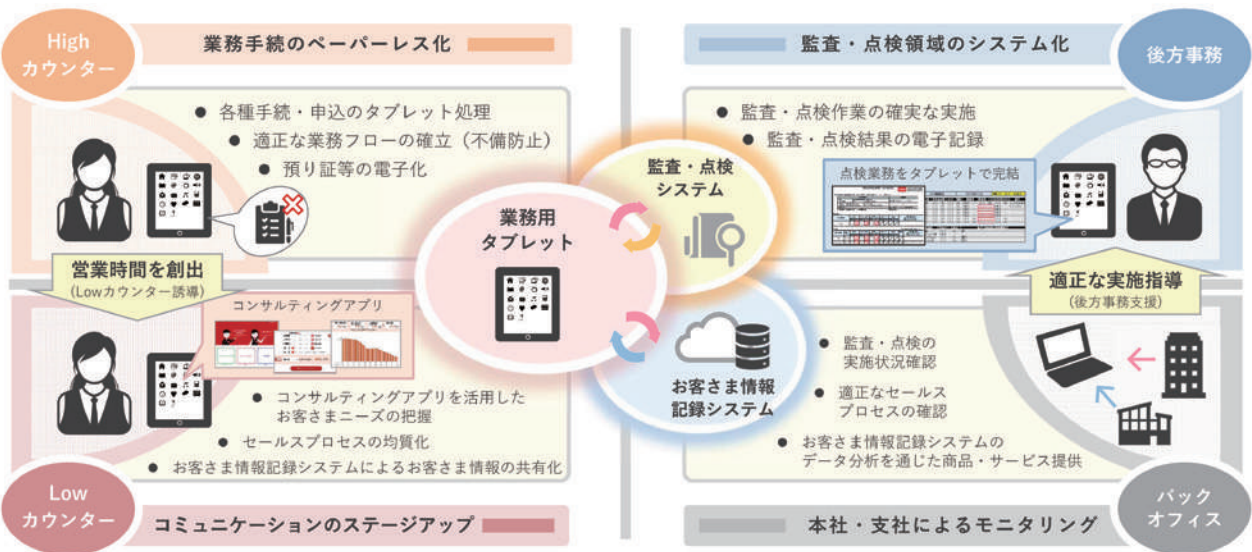 High
カウンター
業務手続のペーパーレス化
各種手続・申込のタブレット処理
適正な業務フローの確立（不備防止）
預り証等の電子化
営業時間を創出
(Lowカウンター誘導)
コンサルティングアプリ
コンサルティングアプリを活用した
お客さまニーズの把握
セールスプロセスの均質化
お客さま情報記録システムによるお客さま情報の共有化
Low
カウンター
コミュニケーションのステージアップ
業務用
タブレット
監査・点検
システム
お客さま情報
記録システム
監査・点検領域のシステム化
後方事務
監査・点検作業の確実な実施
監査・点検結果の電子記録
点検業務をタブレットで完結
適正な実施指導
(後方事務支援)
監査・点検の
実施状況確認
適正なセールス
プロセスの確認
お客さま情報記録システムの
データ分析を通じた商品・サービス提供
本社・支社によるモニタリング
バック
オフィス